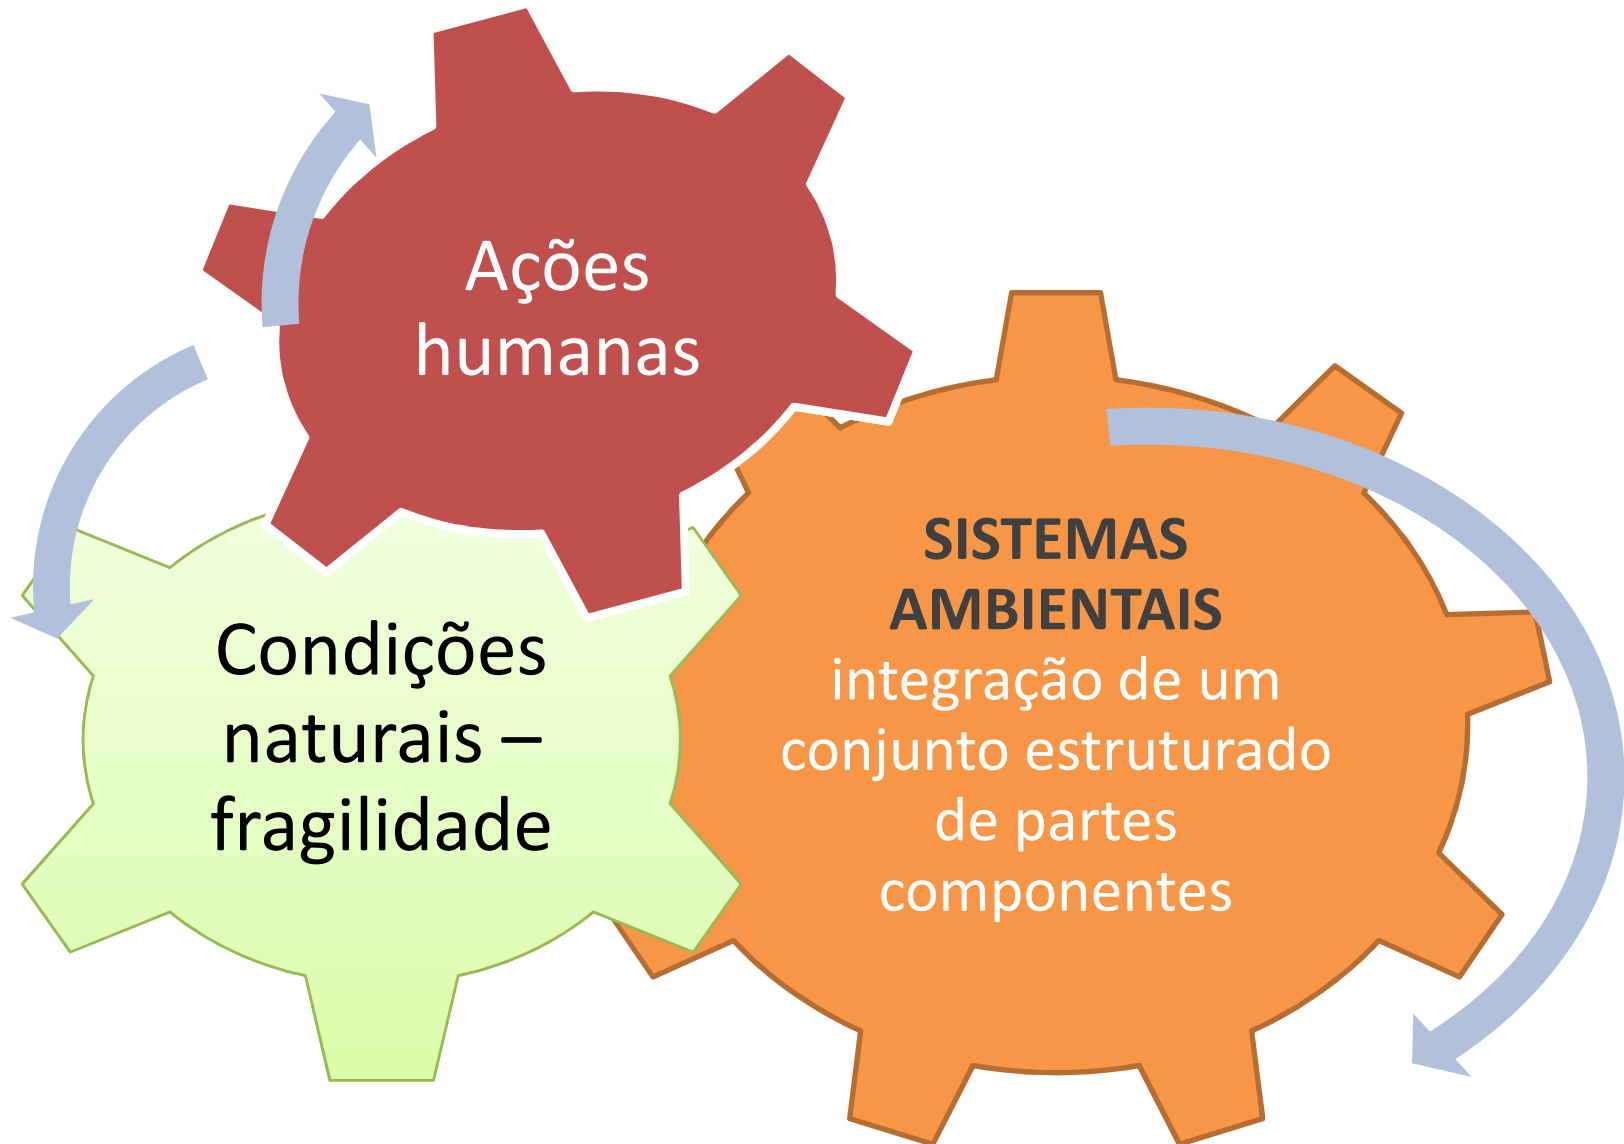 Ações
humanas
Condições
naturais –
fragilidade
SISTEMAS
AMBIENTAIS
integração de um
conjunto estruturado
de partes
componentes